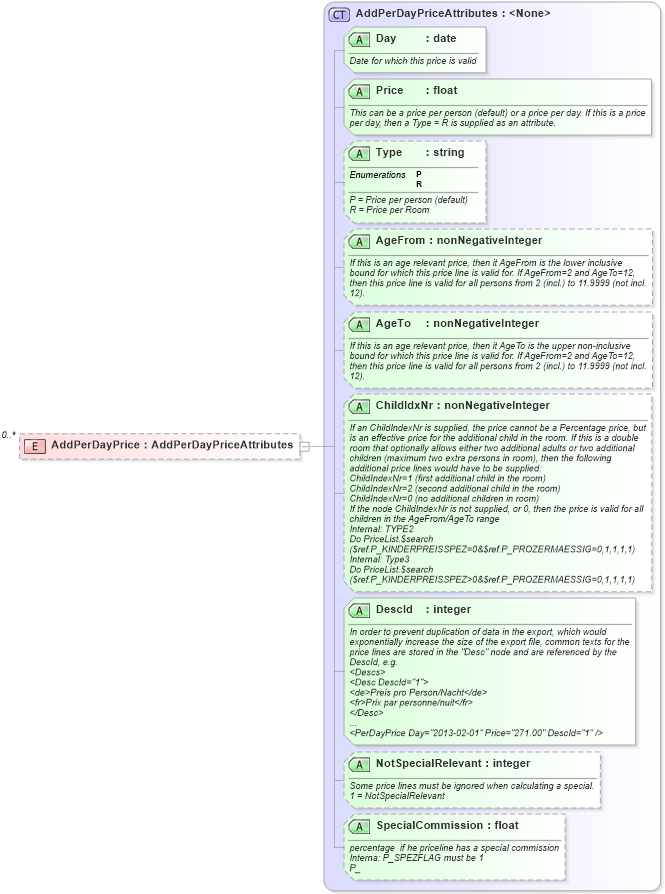 CT AddPerDayPriceAttributes : <None>
A Day : date
Date for which this price is valid
A Price : float
This can be a price per person (default) or a price per day. If this is a price
per day, then a Type = R is supplied as an attribute.
A Type : string
Enumerations P
R
P = Price per person (default)
R = Price per Room
A AgeFrom : nonNegativeInteger
If this is an age relevant price, then it AgeFrom is the lower inclusive
bound for which this price line is valid for. If AgeFrom=2 and AgeTo=12,
then this price line is valid for all persons from 2 (incl.) to 11.9999 (not incl.
12).
A AgeTo : nonNegativeInteger
If this is an age relevant price, then it AgeTo is the upper non-inclusive
bound for which this price line is valid for. If AgeFrom=2 and AgeTo=12,
then this price line is valid for all persons from 2 (incl.) to 11.9999 (not incl.
12).
0..*
E AddPerDayPrice : AddPerDayPriceAttributes
A ChildIdxNr : nonNegativeInteger
If an ChildIndexNr is supplied, the price cannot be a Percentage price, but
is an effective price for the additional child in the room. If this is a double
room that optionally allows either two additional adults or two additional
children (maximum two extra persons in room), then the following
additional price lines would have to be supplied:
ChildIndexNr=1 (first additional child in the room)
ChildIndexNr=2 (second additional child in the room)
ChildIndexNr=0 (no additional children in room)
If the node ChildIndexNr is not supplied, or 0, then the price is valid for all
children in the AgeFrom/AgeTo range
Internal: TYPE2
Do PriceList.$search
($ref.P_KINDERPREISSPEZ=0&$ref.P_PROZERMAESSIG=0,1,1,1,1)
Internal: Type3
Do PriceList.$search
($ref.P_KINDERPREISSPEZ>0&$ref.P_PROZERMAESSIG=0,1,1,1,1)
A DescId : integer
In order to prevent duplication of data in the export, which would
exponentially increase the size of the export file, common texts for the
price lines are stored in the "Desc" node and are referenced by the
DescId, e.g.
<Descs>
<Desc DescId="1">
<de>Preis pro Person/Nacht</de>
<fr>Prix par personne/nuit</fr>
</Desc>
...
<PerDayPrice Day="2013-02-01" Price="271.00" DescId="1" />
A NotSpecialRelevant : integer
Some price lines must be ignored when calculating a special.
1 = NotSpecialRelevant
A SpecialCommission : float
percentage if he priceline has a special commission
Interna: P_SPEZFLAG must be 1
P_